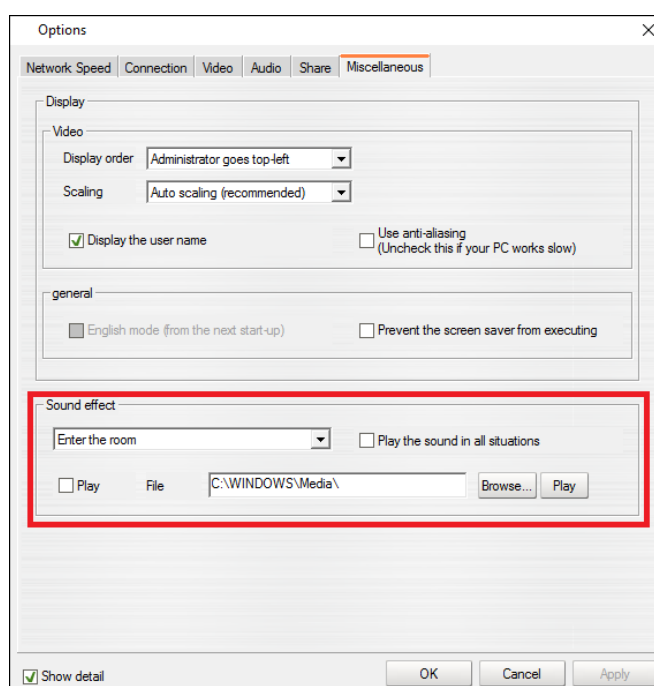 Options
Network Speed Connection Video Audio Share Miscellaneous
Display
Video
Display order Administrator goes top-left
Scaling Auto scaling (recommended)
Display the user name
Use anti-aliasing
(Uncheck this if your PC works slow)
general
English mode (from the next start-up) Prevent the screen saver from executing
Sound effect
Enter the room Play the sound in all situations
Play File C:\WINDOWS\Media\ Browse... Play
Show detail OK Cancel Apply